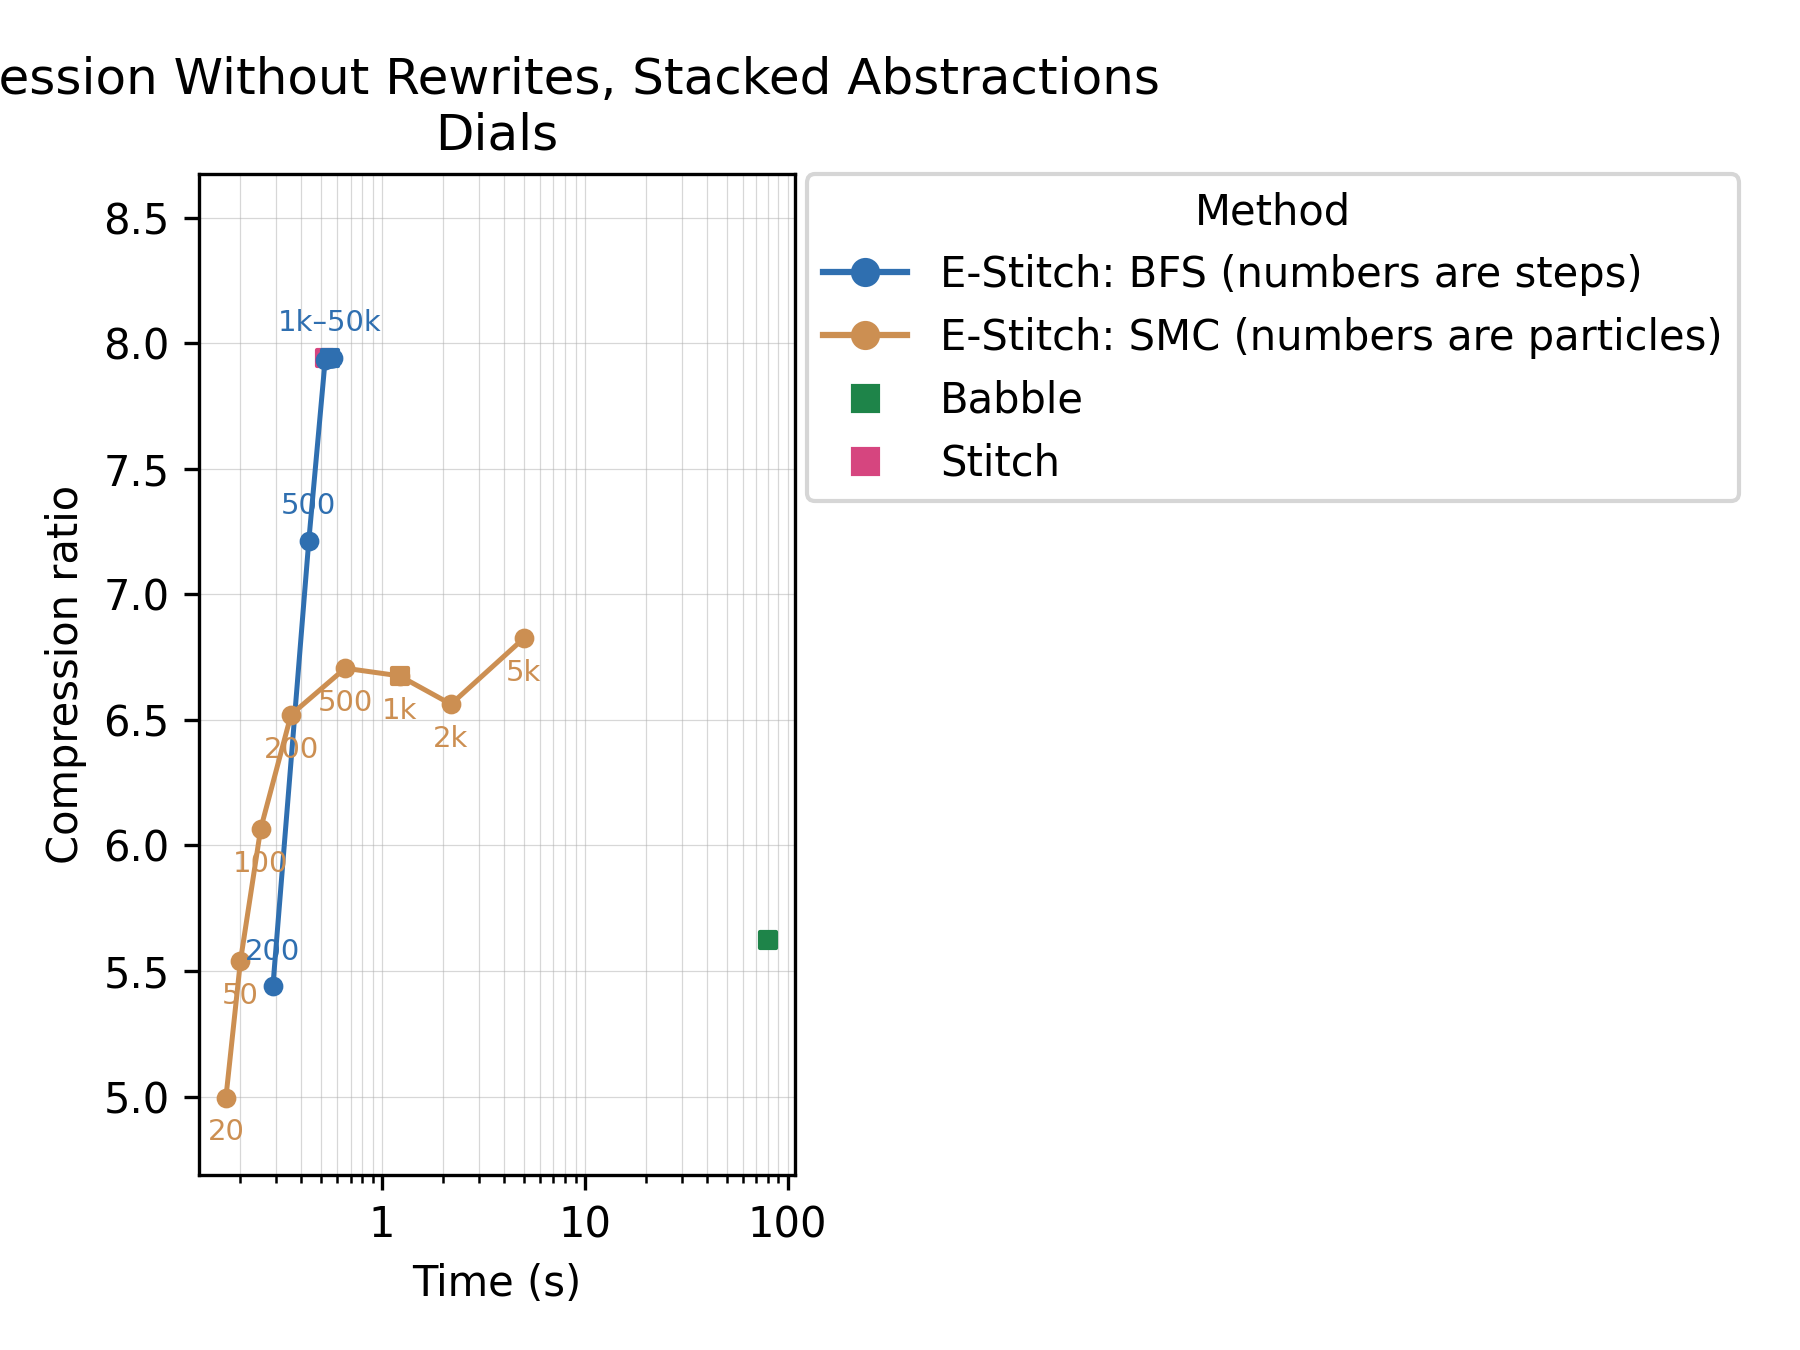 ession Without Rewrites, Stacked Abstractions
Dials
Method
E-Stitch: BFS (numbers are steps)
E-Stitch: SMC (numbers are particles)
Babble
Stitch
Compression ratio
8.5
8.0
7.5
7.0
6.5
6.0
5.5
5.0
1k–50k
500
200
5k
500
1k
2k
200
100
50
20
1
10
100
Time (s)